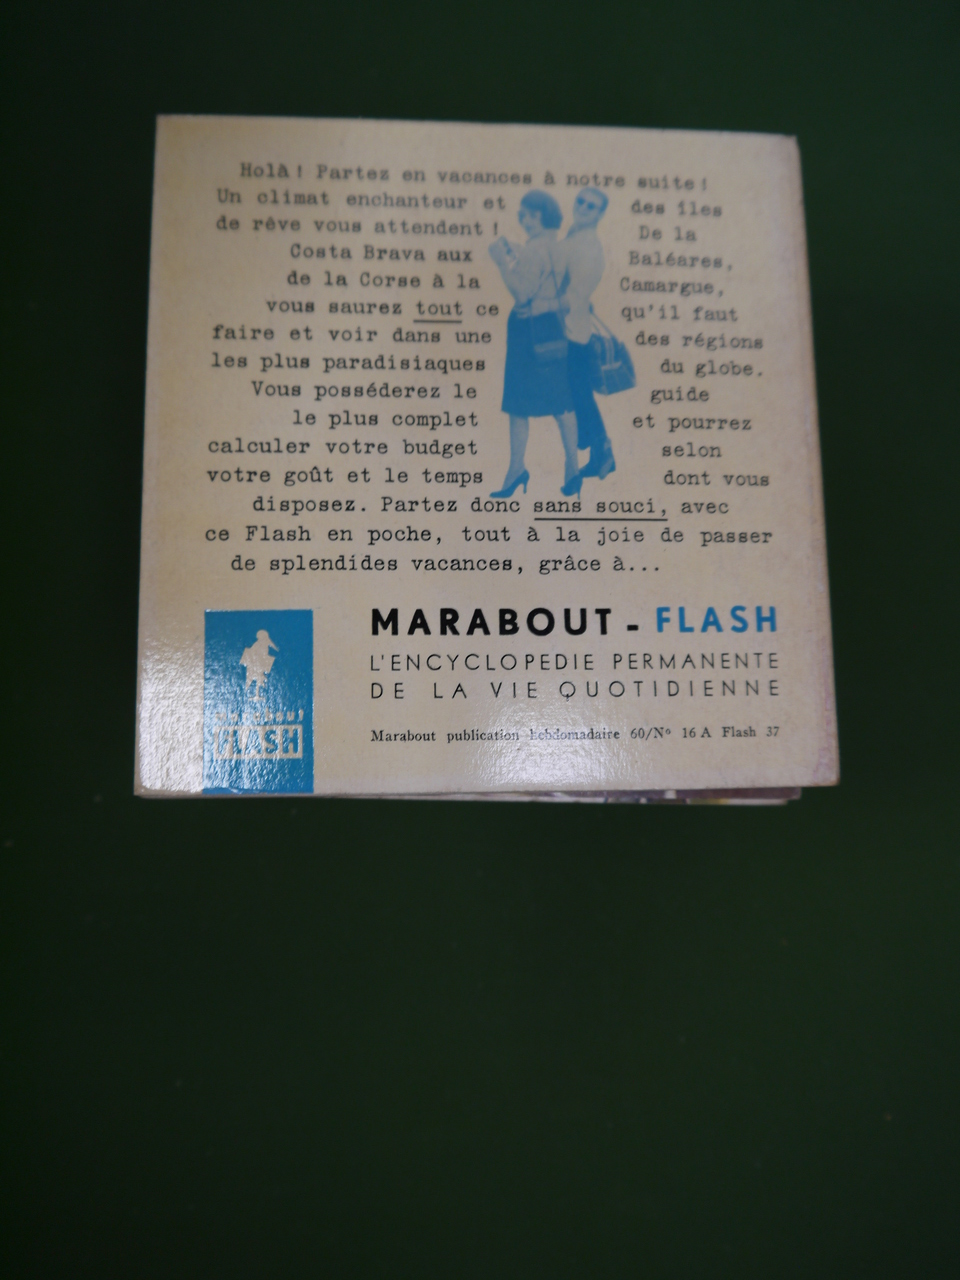 Holà! Partez en vacances à notre suite!
Un climat enchanteur et des îles
de rêve vous attendent! De la
Costa Brava aux Baléares,
de la Corse à la Camargue,
vous saurez tout ce qu'il faut
faire et voir dans une des régions
les plus paradisiaques du globe.
Vous posséderez le guide
le plus complet et pourrez
calculer votre budget selon
votre goût et le temps dont vous
disposez. Partez donc sans souci, avec
ce Flash en poche, tout à la joie de passer
de splendides vacances, grâce à...
MARABOUT - FLASH
L'ENCYCLOPEDIE PERMANENTE
DE LA VIE QUOTIDIENNE
Marabout publication hebdomadaire 60/N° 16 A Flash 37
marabout
FLASH